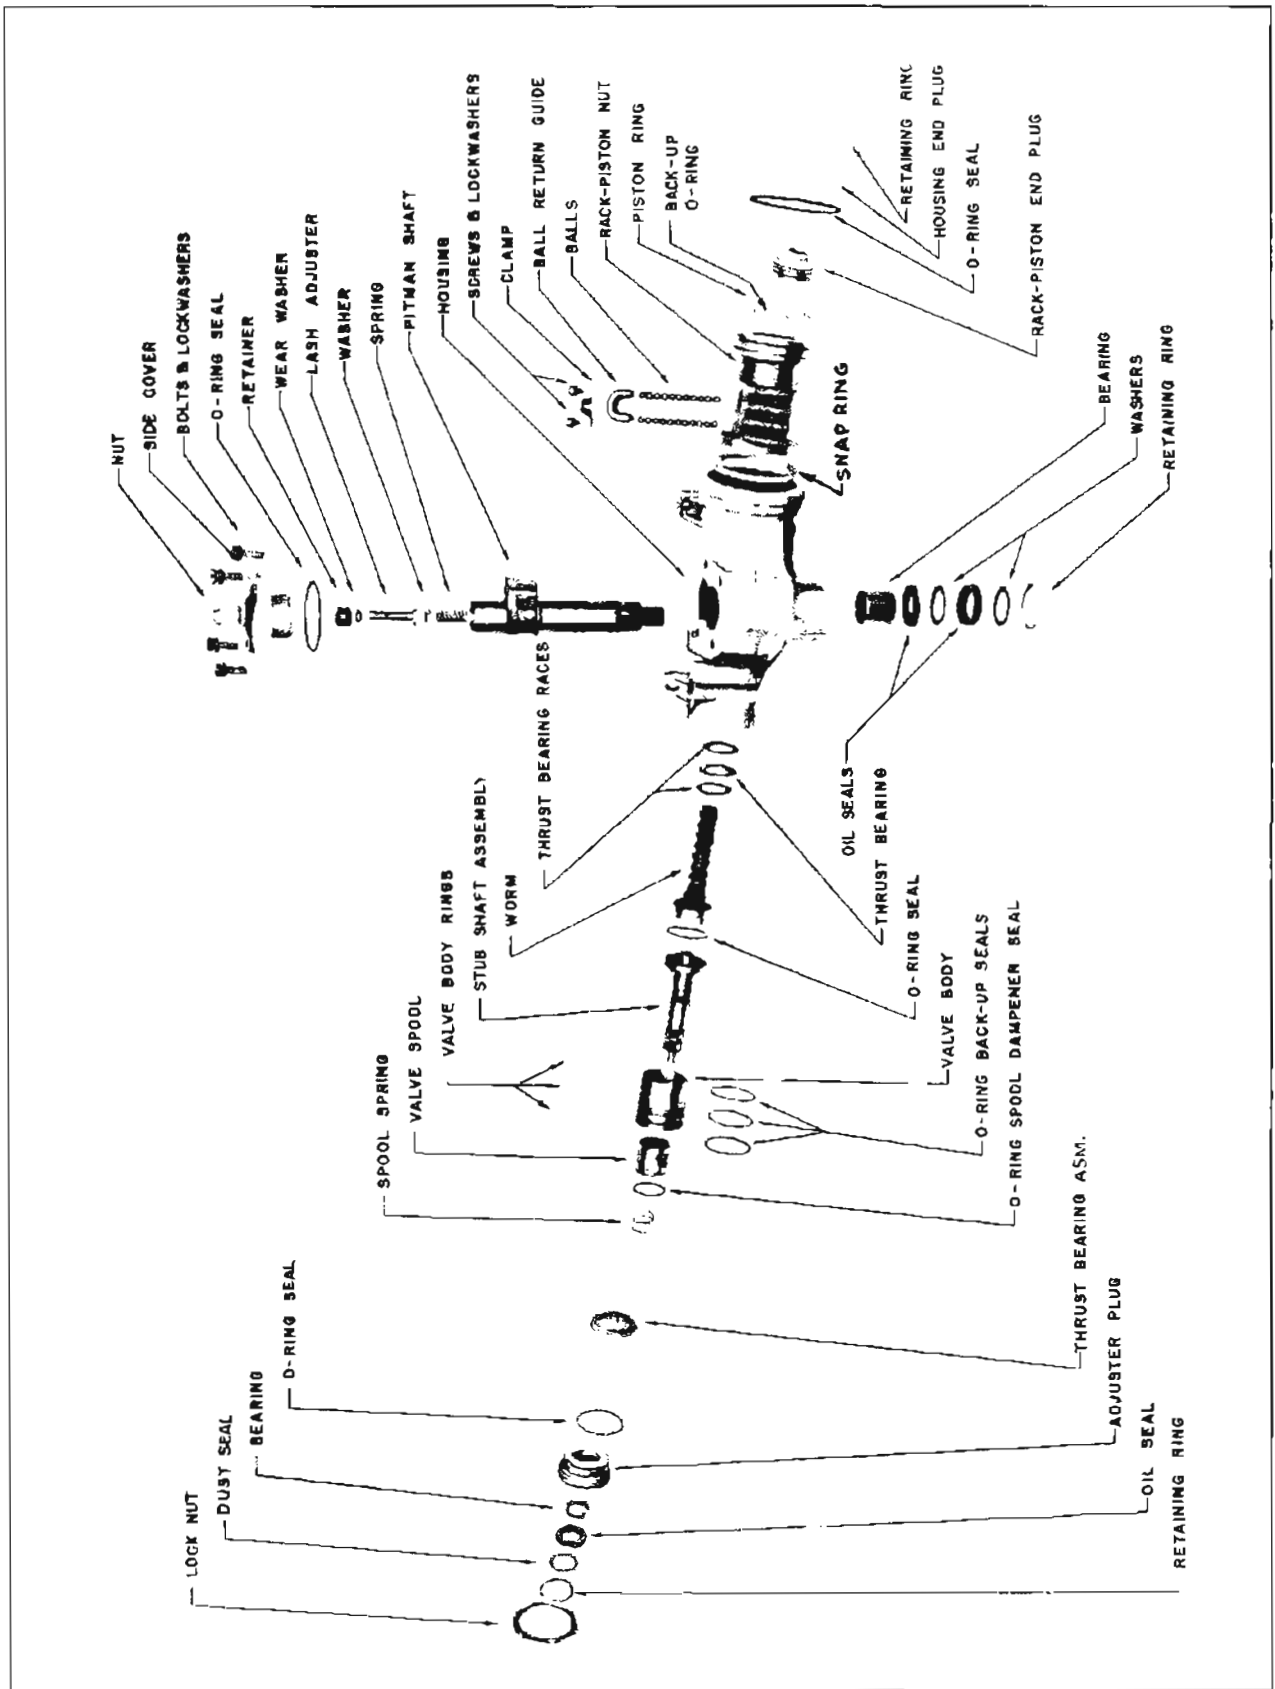 NUT
SIDE COVER
BOLTS & LOCKWASHERS
O-RING SEAL
RETAINER
WEAR WASHER
LASH ADJUSTER
WASHER
SPRING
PITMAN SHAFT
HOUSING
SCREWS & LOCKWASHERS
CLAMP
BALL RETURN GUIDE
BALLS
RACK-PISTON NUT
PISTON RING
BACK-UP
O-RING
RETAINING RING
HOUSING END PLUG
O-RING SEAL
RACK-PISTON END PLUG
SNAP RING
BEARING
WASHERS
RETAINING RING
OIL SEALS
THRUST BEARING RACES
THRUST BEARING
WORM
STUB SHAFT ASSEMBLY
O-RING SEAL
VALVE BODY RINGS
VALVE BODY
VALVE SPOOL
O-RING BACK-UP SEALS
SPOOL SPRING
O-RING SPOOL DAMPENER SEAL
THRUST BEARING ASM.
O-RING SEAL
ADJUSTER PLUG
BEARING
OIL SEAL
DUST SEAL
RETAINING RING
LOCK NUT